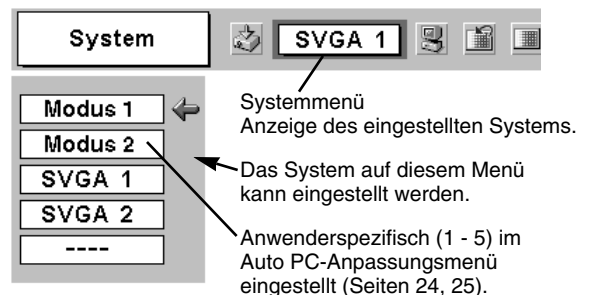 System
SVGA 1
Modus 1
Modus 2
SVGA 1
SVGA 2
----
Systemmenü
Anzeige des eingestellten Systems.
Das System auf diesem Menü
kann eingestellt werden.
Anwenderspezifisch (1 - 5) im
Auto PC-Anpassungsmenü
eingestellt (Seiten 24, 25).